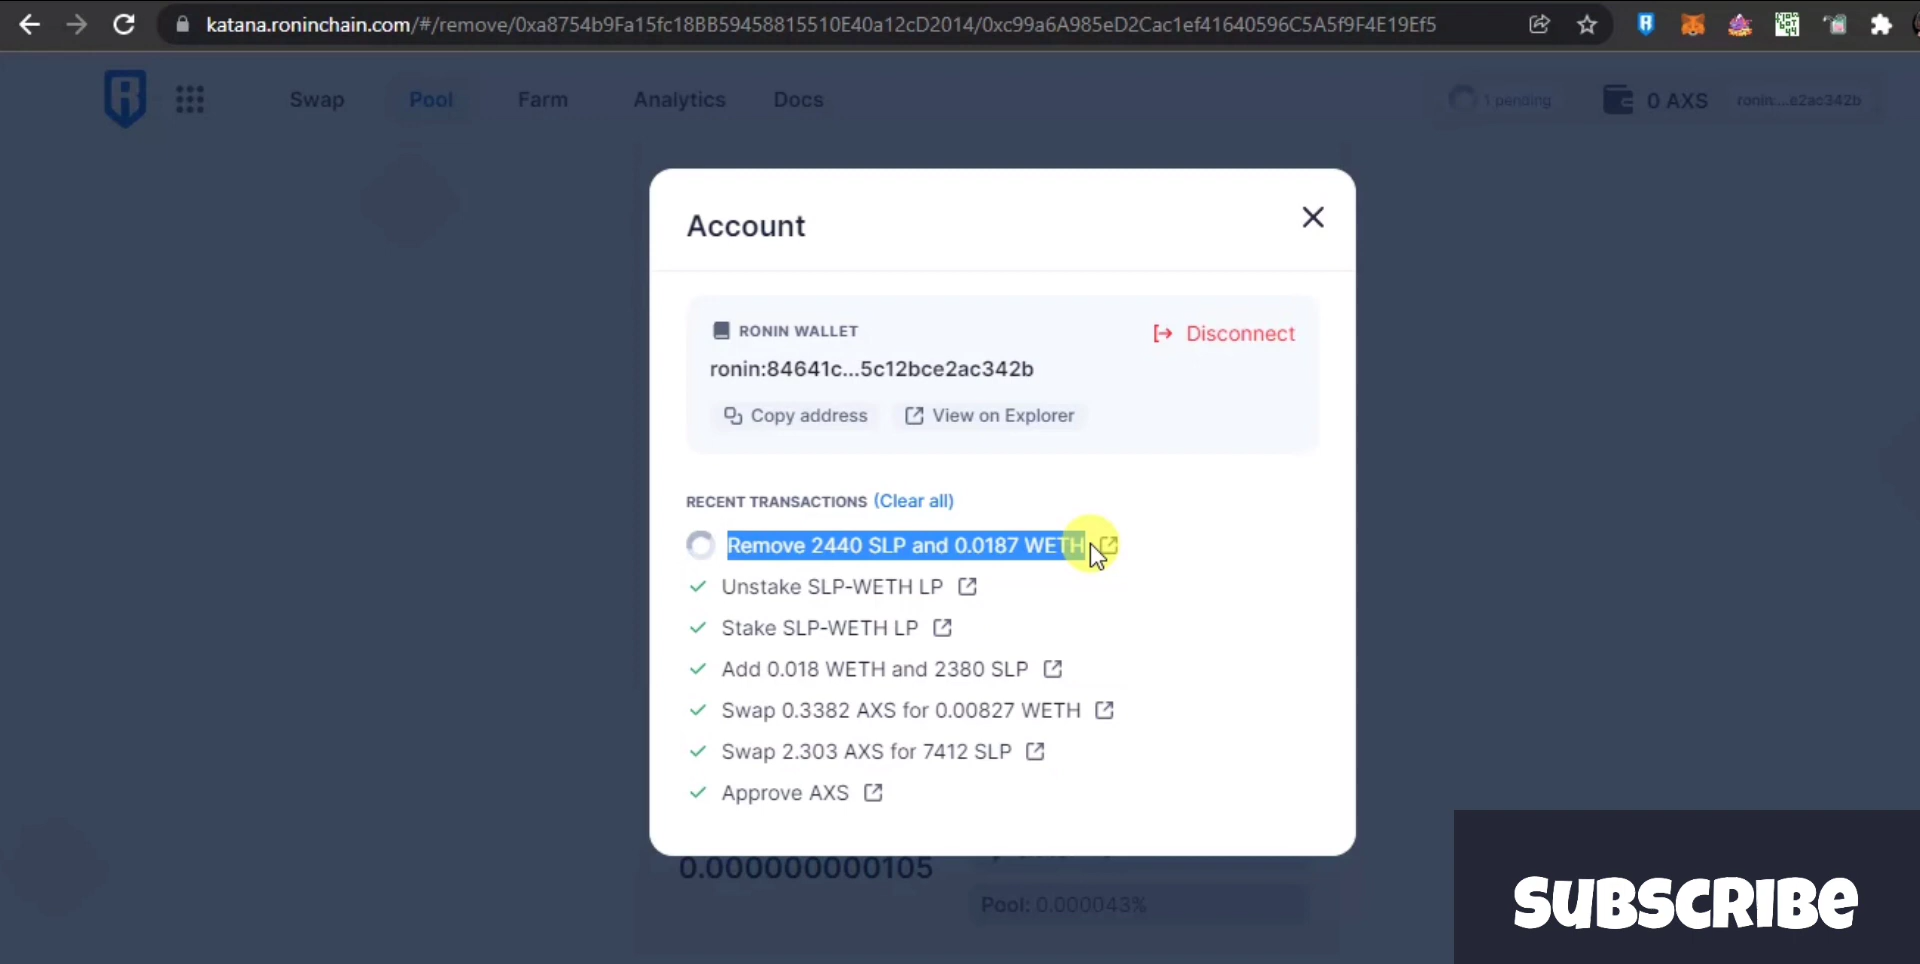 katana.roninchain.com/#/remove/0xa8754b9Fa15fc18BB59458815510E40a12cD2014/0xc99a6A985eD2Cac1ef41640596C5A5f9F4E19Ef5
Swap Pool Farm Analytics Docs 1 pending 0 AXS ronin:...e2ac342b
Account
RONIN WALLET Disconnect
ronin:84641c...5c12bce2ac342b
Copy address View on Explorer
RECENT TRANSACTIONS (Clear all)
Remove 2440 SLP and 0.0187 WETH
Unstake SLP-WETH LP
Stake SLP-WETH LP
Add 0.018 WETH and 2380 SLP
Swap 0.3382 AXS for 0.00827 WETH
Swap 2.303 AXS for 7412 SLP
Approve AXS
0.000000000105
Pool: 0.000043%
SUBSCRIBE